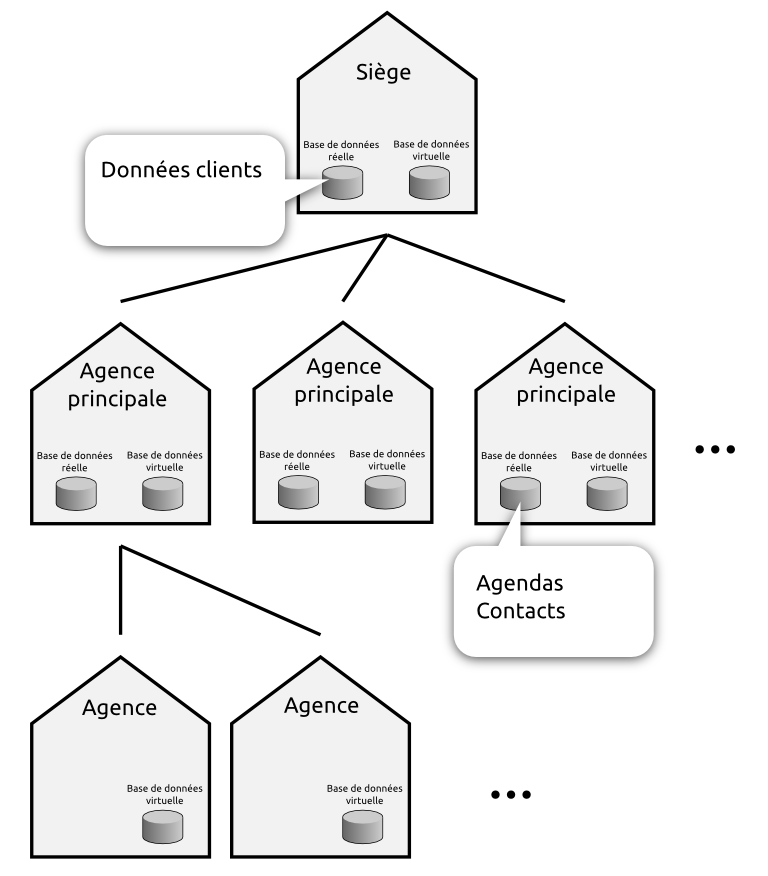 Siège
Base de données
réelle
Base de données
virtuelle
Données clients
Agence
principale
Base de données
réelle
Base de données
virtuelle
Agence
principale
Base de données
réelle
Base de données
virtuelle
Agence
principale
Base de données
réelle
Base de données
virtuelle
...
Agendas
Contacts
Agence
Base de données
virtuelle
Agence
Base de données
virtuelle
...